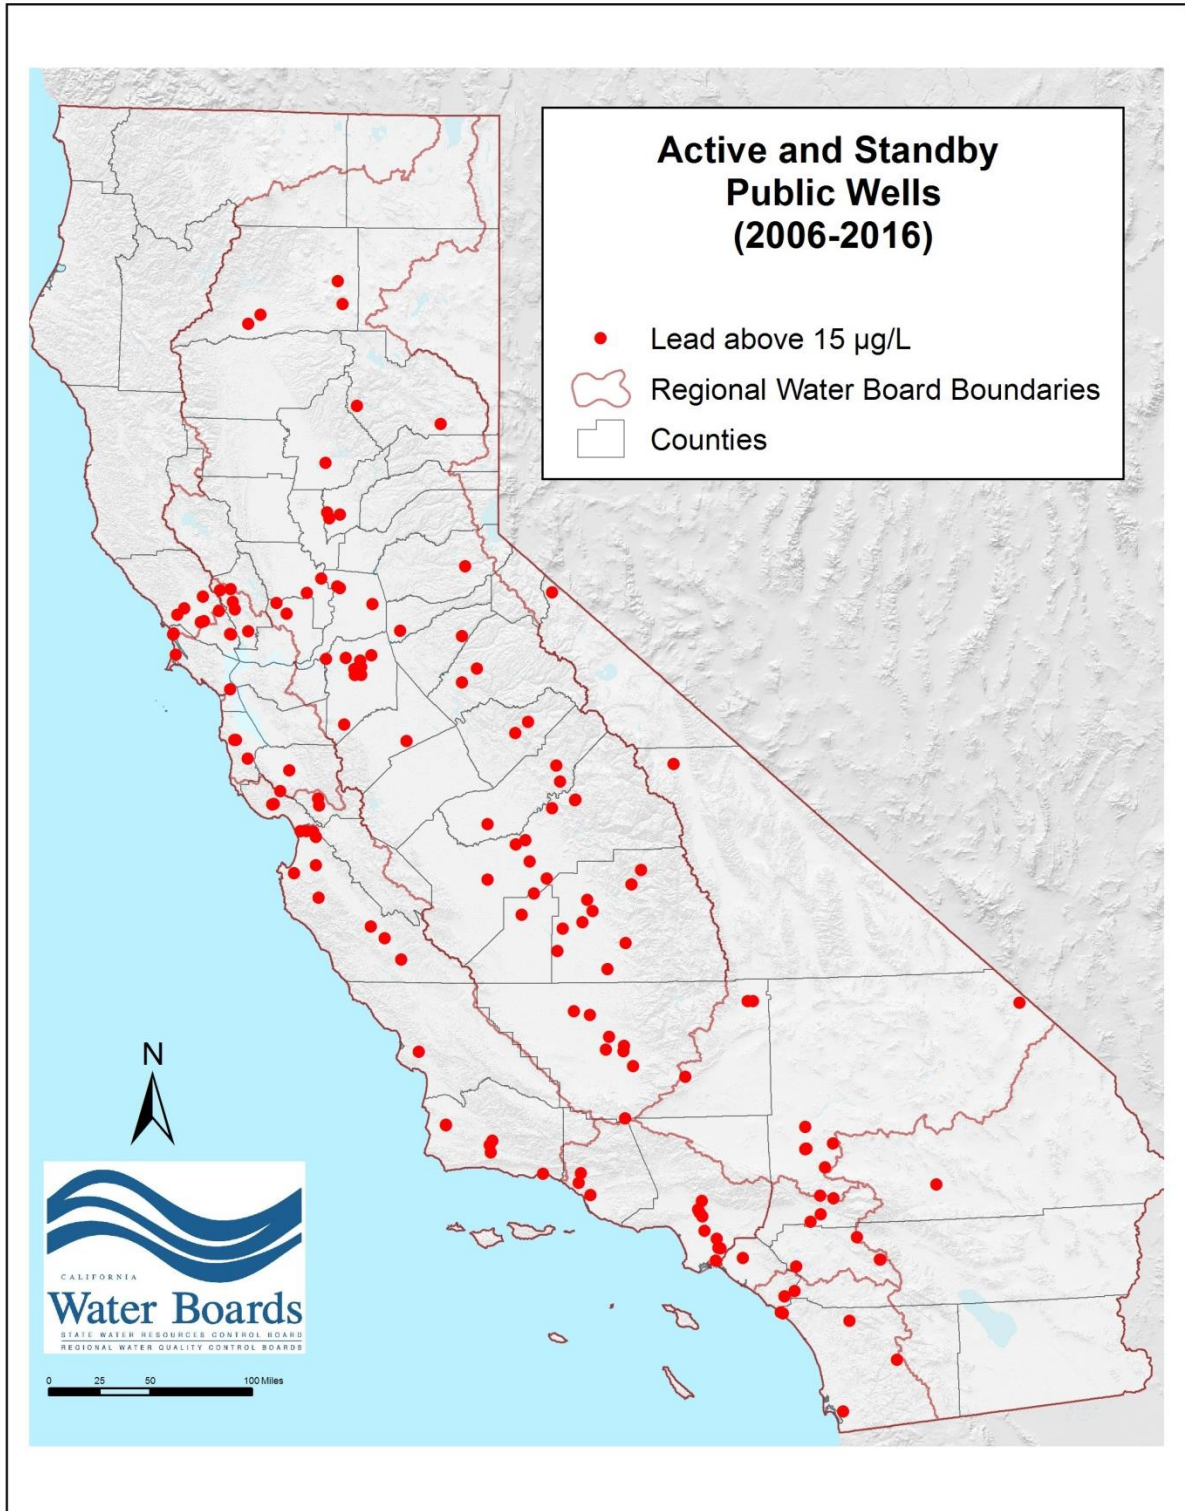 Active and Standby
Public Wells
(2006-2016)
Lead above 15 µg/L
Regional Water Board Boundaries
Counties
N
CALIFORNIA
Water Boards
STATE WATER RESOURCES CONTROL BOARD
REGIONAL WATER QUALITY CONTROL BOARDS
0 25 50 100 Miles